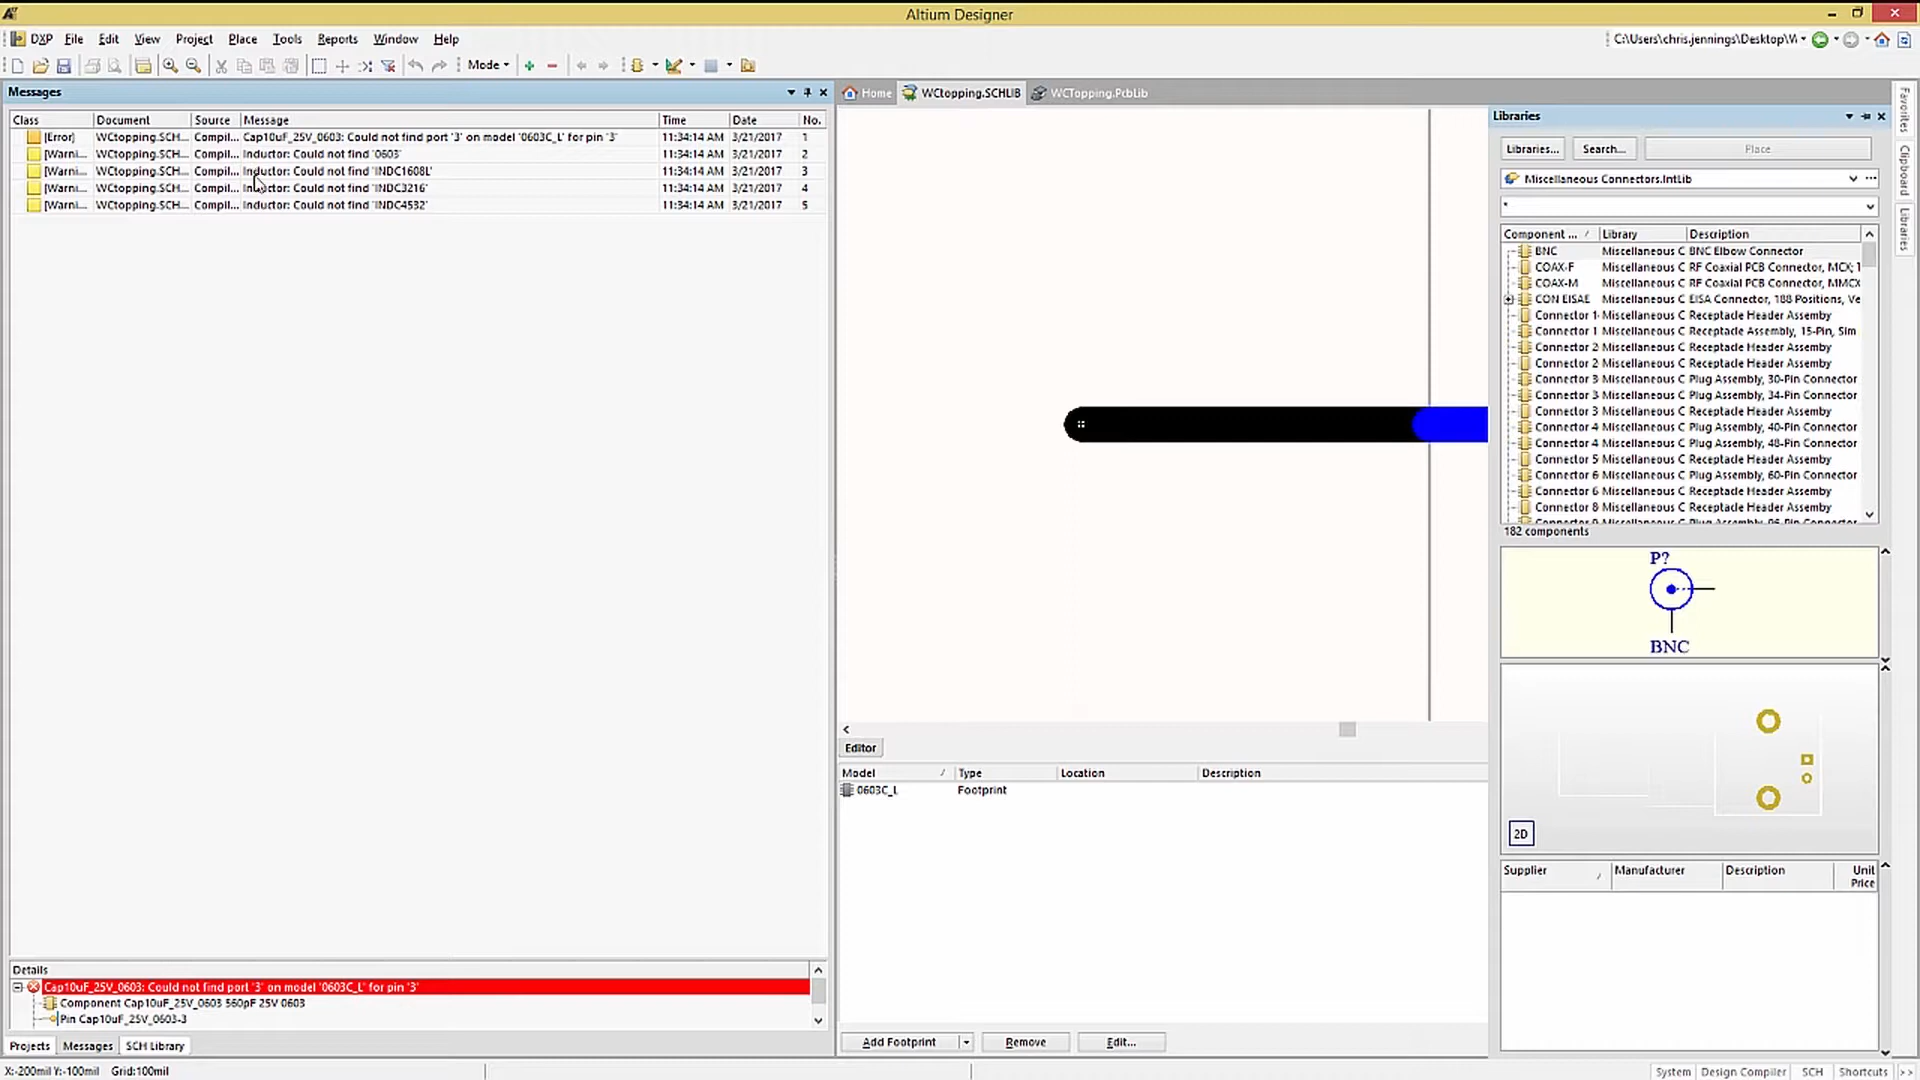 Altium Designer
DXP File Edit View Project Place Tools Reports Window Help
C:\Users\chris.jennings\Desktop\W
Mode
Messages
Home WCtopping.SCHLIB WCTopping.PcbLib
Class Document Source Message Time Date No.
[Error] WCtopping.SCH... Compil... Cap10uF_25V_0603: Could not find port '3' on model '0603C_L' for pin '3' 11:34:14 AM 3/21/2017 1
[Warni... WCtopping.SCH... Compil... Inductor: Could not find '0603' 11:34:14 AM 3/21/2017 2
[Warni... WCtopping.SCH... Compil... Inductor: Could not find 'INDC1608L' 11:34:14 AM 3/21/2017 3
[Warni... WCtopping.SCH... Compil... Inductor: Could not find 'INDC3216' 11:34:14 AM 3/21/2017 4
[Warni... WCtopping.SCH... Compil... Inductor: Could not find 'INDC4532' 11:34:14 AM 3/21/2017 5
Details
Cap10uF_25V_0603: Could not find port '3' on model '0603C_L' for pin '3'
Component Cap10uF_25V_0603 560pF 25V 0603
Pin Cap10uF_25V_0603-3
Projects Messages SCH Library
X:-200mil Y:-100mil Grid:100mil
Editor
Model Type Location Description
0603C_L Footprint
Add Footprint Remove Edit...
Libraries
Libraries... Search... Place
Miscellaneous Connectors.IntLib ...
*
Component ... Library Description
BNC Miscellaneous C BNC Elbow Connector
COAX-F Miscellaneous C RF Coaxial PCB Connector, MCX; 1
COAX-M Miscellaneous C RF Coaxial PCB Connector, MMCX
CON EISAE Miscellaneous C EISA Connector, 188 Positions, Ve
Connector 1 Miscellaneous C Receptacle Header Assemby
Connector 1 Miscellaneous C Receptacle Assembly, 15-Pin, Sim
Connector 2 Miscellaneous C Receptacle Header Assemby
Connector 2 Miscellaneous C Receptacle Header Assemby
Connector 3 Miscellaneous C Plug Assembly, 30-Pin Connector
Connector 3 Miscellaneous C Plug Assembly, 34-Pin Connector
Connector 3 Miscellaneous C Receptacle Header Assemby
Connector 4 Miscellaneous C Plug Assembly, 40-Pin Connector
Connector 4 Miscellaneous C Plug Assembly, 48-Pin Connector
Connector 5 Miscellaneous C Receptacle Header Assemby
Connector 6 Miscellaneous C Plug Assembly, 60-Pin Connector
Connector 6 Miscellaneous C Receptacle Header Assemby
Connector 8 Miscellaneous C Receptacle Header Assemby
182 components
P?
BNC
2D
Supplier Manufacturer Description Unit Price
Favorites
Clipboard
Libraries
System Design Compiler SCH Shortcuts >>